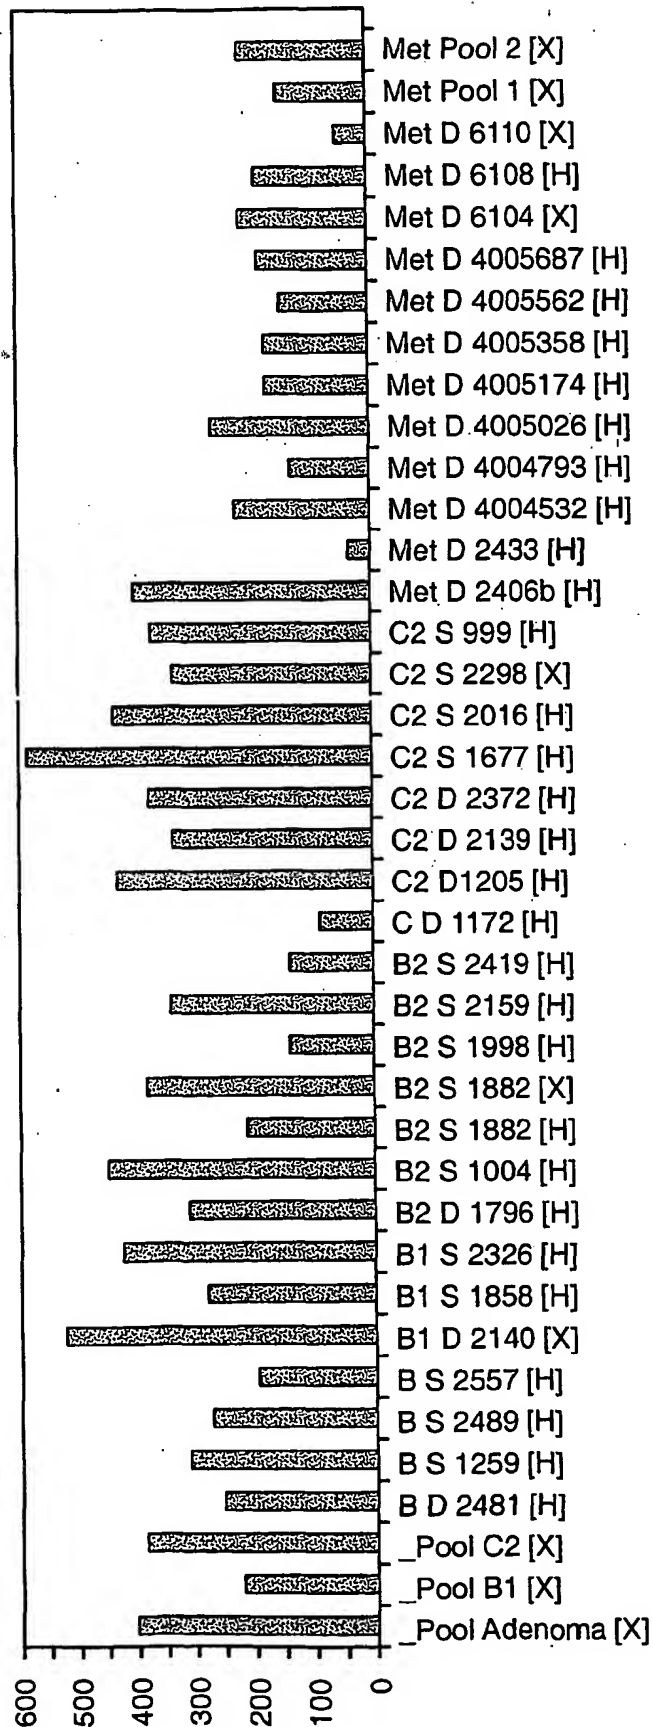 Met Pool 2 [X]
Met Pool 1 [X]
Met D 6110 [X]
Met D 6108 [H]
Met D 6104 [X]
Met D 4005687 [H]
Met D 4005562 [H]
Met D 4005358 [H]
Met D 4005174 [H]
Met D 4005026 [H]
Met D 4004793 [H]
Met D 4004532 [H]
Met D 2433 [H]
Met D 2406b [H]
C2 S 999 [H]
C2 S 2298 [X]
C2 S 2016 [H]
C2 S 1677 [H]
C2 D 2372 [H]
C2 D 2139 [H]
C2 D1205 [H]
C D 1172 [H]
B2 S 2419 [H]
B2 S 2159 [H]
B2 S 1998 [H]
B2 S 1882 [X]
B2 S 1882 [H]
B2 S 1004 [H]
B2 D 1796 [H]
B1 S 2326 [H]
B1 S 1858 [H]
B1 D 2140 [X]
B S 2557 [H]
B S 2489 [H]
B S 1259 [H]
B D 2481 [H]
_Pool C2 [X]
_Pool B1 [X]
_Pool Adenoma [X]
600
500
400
300
200
100
0